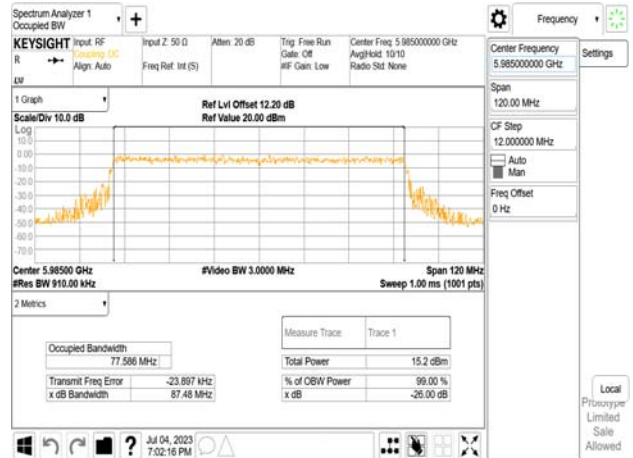 Spectrum Analyzer 1
Occupied BW
Frequency
KEYSIGHT
Input: RF
Coupling: DC
Align: Auto
Input Z: 50 Ω
Freq Ref: Int (S)
Atten: 20 dB
Trig: Free Run
Gate: Off
#IF Gain: Low
Center Freq: 5.985000000 GHz
Avg|Hold: 10/10
Radio Std: None
R
LXI
1 Graph
Scale/Div 10.0 dB
Ref Lvl Offset 12.20 dB
Ref Value 20.00 dBm
Log
10.0
0.00
-10.0
-20.0
-30.0
-40.0
-50.0
-60.0
-70.0
Center 5.98500 GHz
#Res BW 910.00 kHz
#Video BW 3.0000 MHz
Span 120 MHz
Sweep 1.00 ms (1001 pts)
2 Metrics
Measure Trace Trace 1
Occupied Bandwidth
77.586 MHz
Total Power 15.2 dBm
Transmit Freq Error -23.897 kHz
% of OBW Power 99.00 %
x dB Bandwidth 87.48 MHz
x dB -26.00 dB
Jul 04, 2023
7:02:16 PM
Center Frequency
5.985000000 GHz
Span
120.00 MHz
CF Step
12.000000 MHz
Auto
Man
Freq Offset
0 Hz
Settings
Local
Prototype
Limited
Sale
Allowed